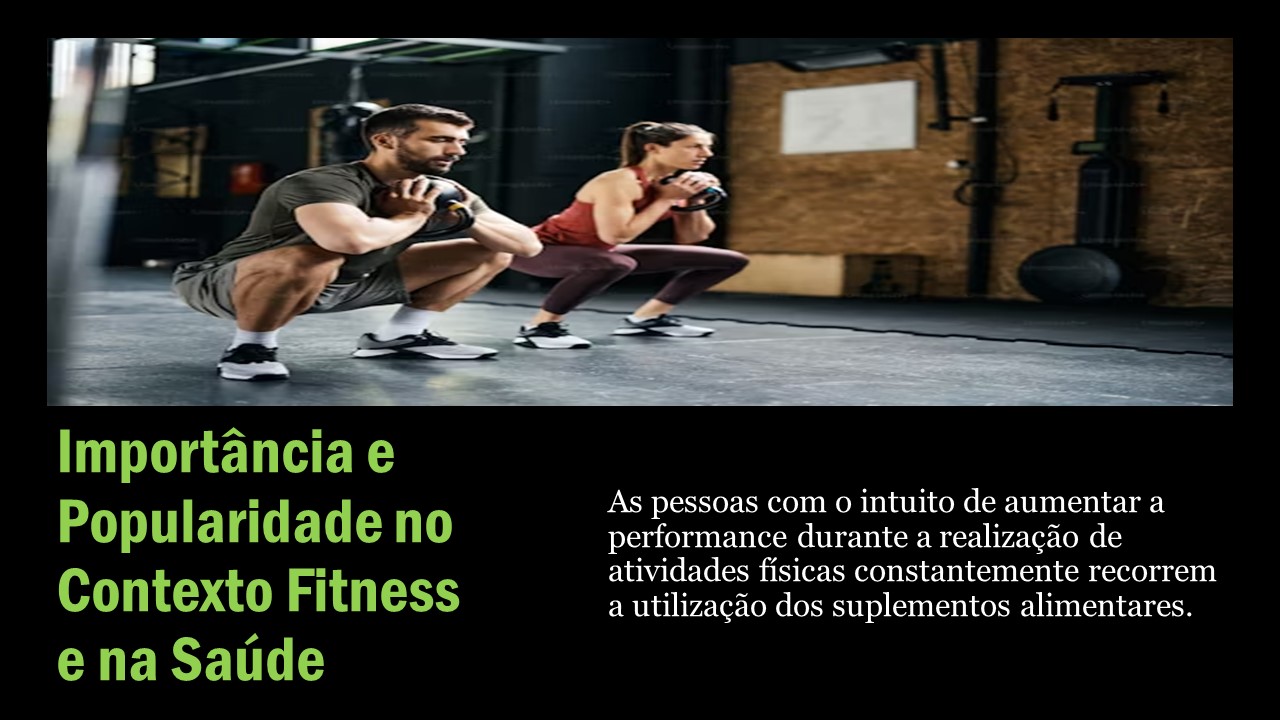 Importância e
Popularidade no
Contexto Fitness
e na Saúde
As pessoas com o intuito de aumentar a
performance durante a realização de
atividades físicas constantemente recorrem
a utilização dos suplementos alimentares.